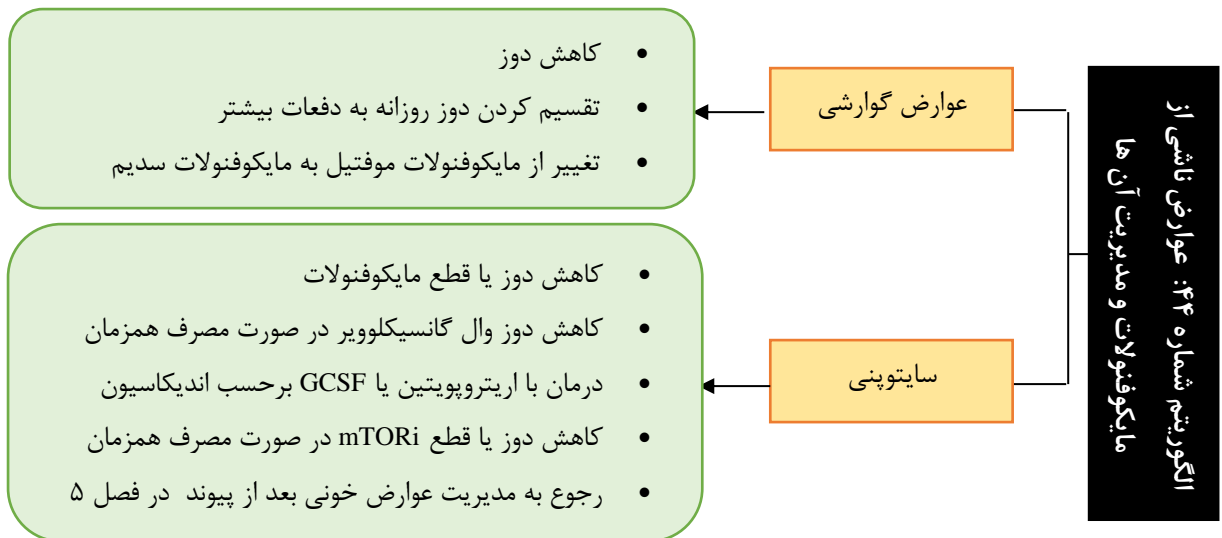 الگوریتم شماره ۴۴: عوارض ناشی از
مایکوفنولات و مدیریت آن ها
عوارض گوارشی
• کاهش دوز
• تقسیم کردن دوز روزانه به دفعات بیشتر
• تغییر از مایکوفنولات موفتیل به مایکوفنولات سدیم
سایتوپنی
• کاهش دوز یا قطع مایکوفنولات
• کاهش دوز وال گانسیکلوویر در صورت مصرف همزمان
• درمان با اریتروپویتین یا GCSF برحسب اندیکاسیون
• کاهش دوز یا قطع mTORi در صورت مصرف همزمان
• رجوع به مدیریت عوارض خونی بعد از پیوند در فصل ۵